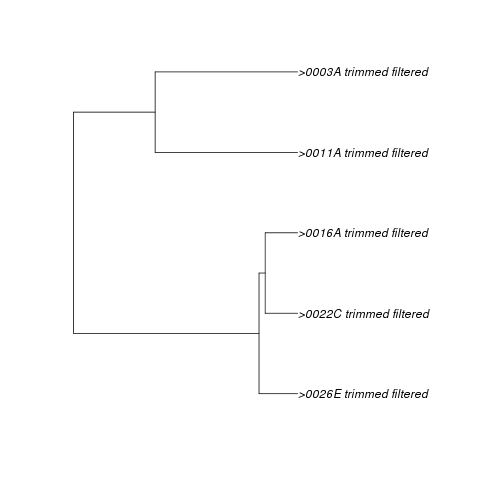 >0003A trimmed filtered
>0011A trimmed filtered
>0016A trimmed filtered
>0022C trimmed filtered
>0026E trimmed filtered